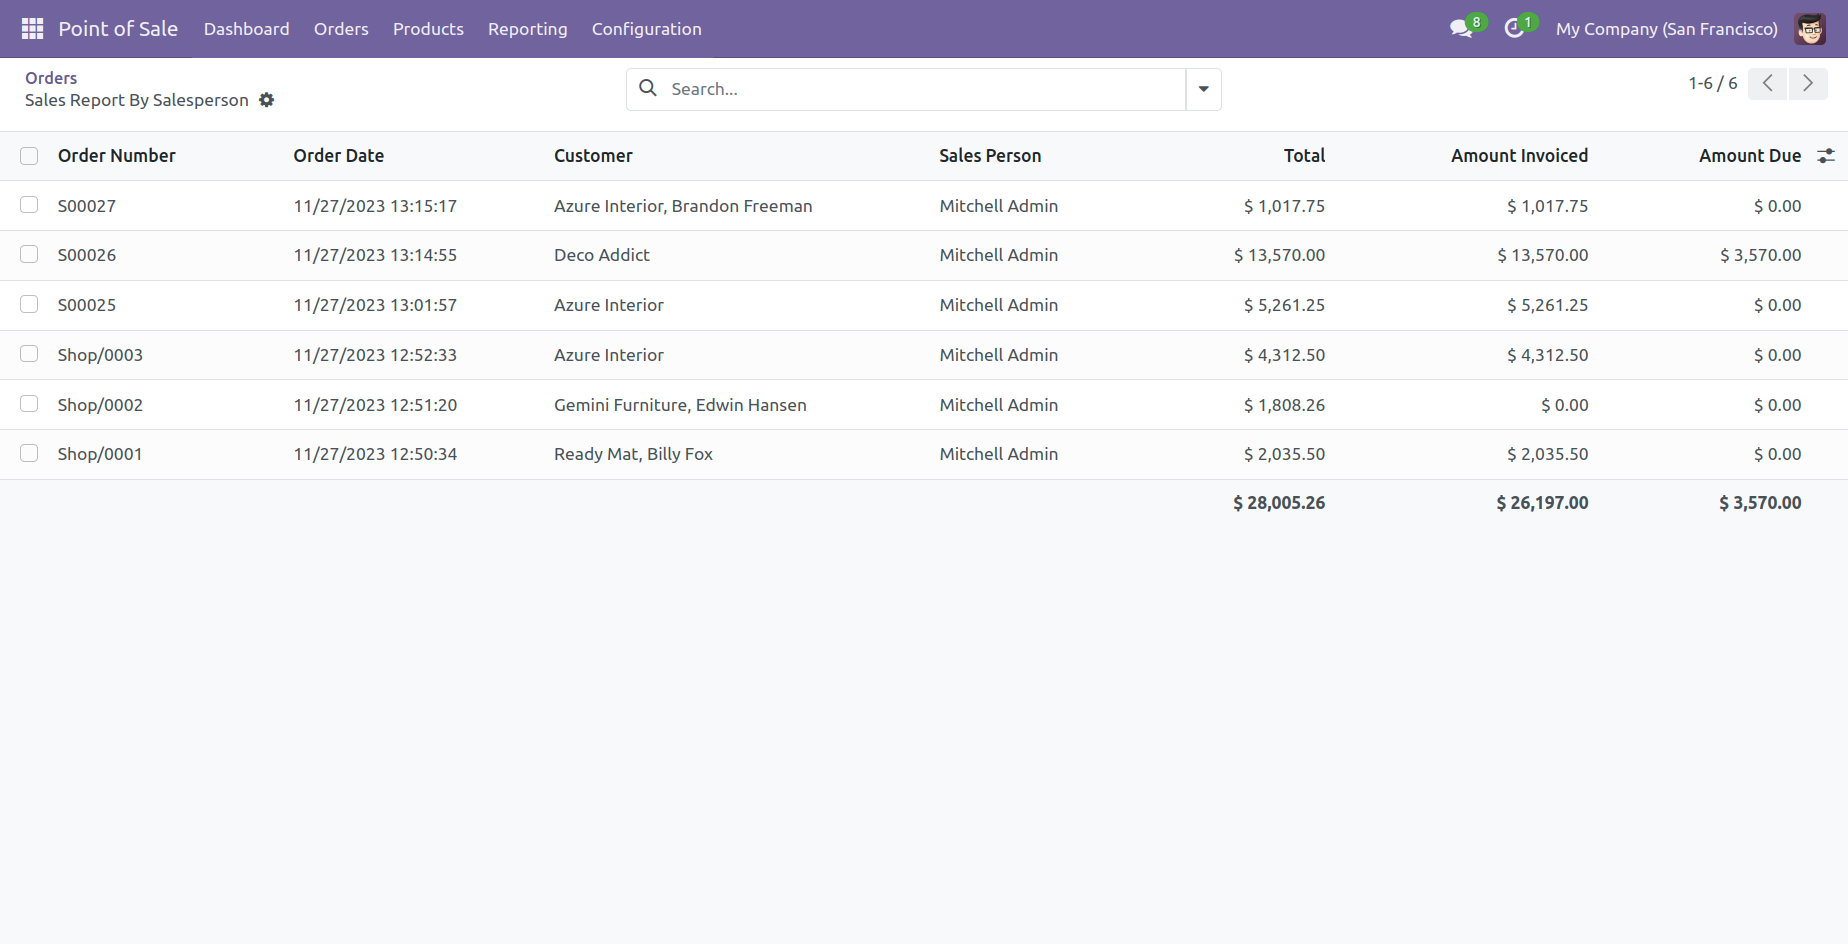 Point of Sale Dashboard Orders Products Reporting Configuration 8 1 My Company (San Francisco)
Orders
Sales Report By Salesperson
Search...
1-6 / 6
Order Number Order Date Customer Sales Person Total Amount Invoiced Amount Due
S00027 11/27/2023 13:15:17 Azure Interior, Brandon Freeman Mitchell Admin $ 1,017.75 $ 1,017.75 $ 0.00
S00026 11/27/2023 13:14:55 Deco Addict Mitchell Admin $ 13,570.00 $ 13,570.00 $ 3,570.00
S00025 11/27/2023 13:01:57 Azure Interior Mitchell Admin $ 5,261.25 $ 5,261.25 $ 0.00
Shop/0003 11/27/2023 12:52:33 Azure Interior Mitchell Admin $ 4,312.50 $ 4,312.50 $ 0.00
Shop/0002 11/27/2023 12:51:20 Gemini Furniture, Edwin Hansen Mitchell Admin $ 1,808.26 $ 0.00 $ 0.00
Shop/0001 11/27/2023 12:50:34 Ready Mat, Billy Fox Mitchell Admin $ 2,035.50 $ 2,035.50 $ 0.00
$ 28,005.26 $ 26,197.00 $ 3,570.00